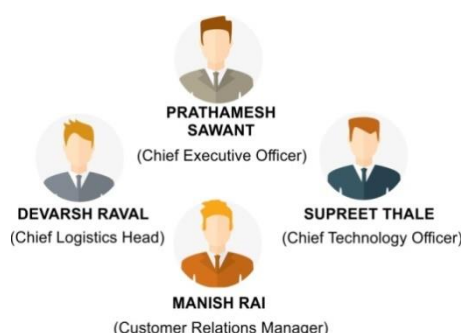 PRATHAMESH
SAWANT
(Chief Executive Officer)
DEVARSH RAVAL
(Chief Logistics Head)
SUPREET THALE
(Chief Technology Officer)
MANISH RAI
(Customer Relations Manager)